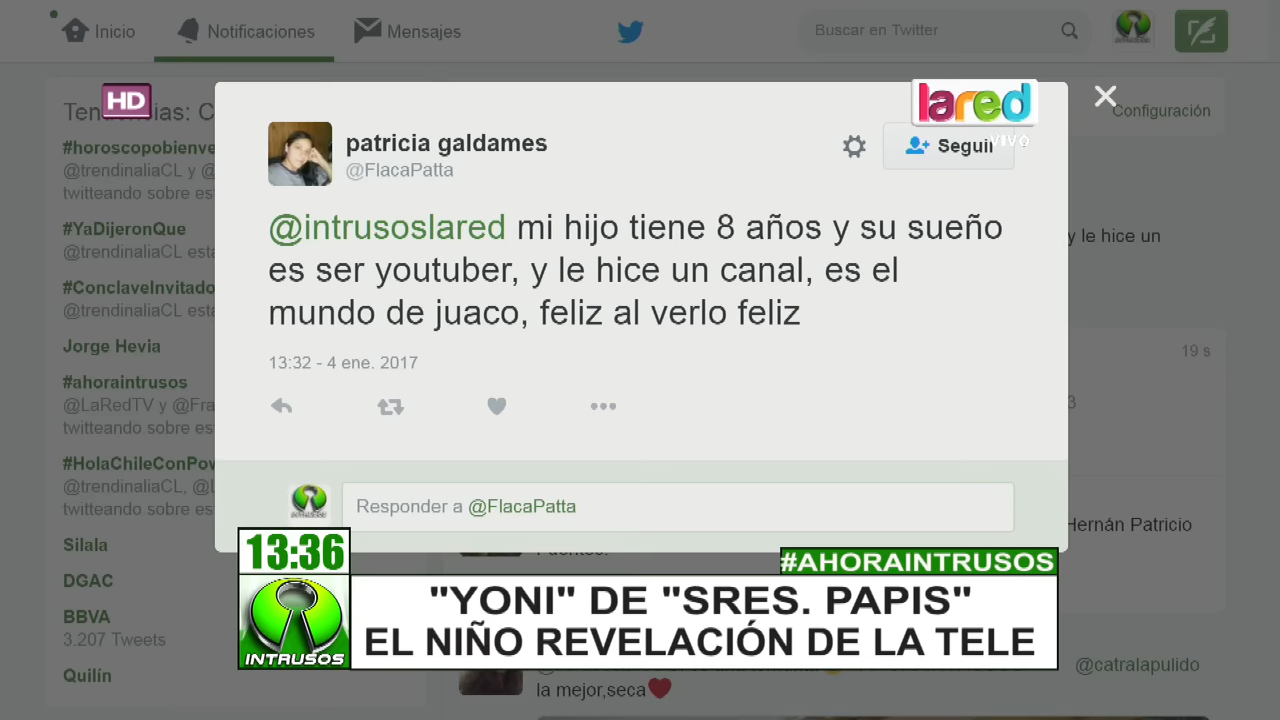 Inicio
Notificaciones
Mensajes
Buscar en Twitter
HD
lared
VIVO
Configuración
#horoscopobienve
@trendinaliaCL y @
twitteando sobre es
#YaDijeronQue
@trendinaliaCL esta
#ConclaveInvitado
@trendinaliaCL esta
Jorge Hevia
#ahoraintrusos
@LaRedTV y @Fra
twitteando sobre es
#HolaChileConPow
@trendinaliaCL, @L
twitteando sobre es
Silala
DGAC
BBVA
3.207 Tweets
Quilín
patricia galdames
@FlacaPatta
Seguir
@intrusoslared mi hijo tiene 8 años y su sueño
es ser youtuber, y le hice un canal, es el
mundo de juaco, feliz al verlo feliz
13:32 - 4 ene. 2017
Responder a @FlacaPatta
y le hice un
19 s
3
Hernán Patricio
@catralapulido
la mejor,seca
13:36
#AHORAINTRUSOS
INTRUSOS
"YONI" DE "SRES. PAPIS"
EL NIÑO REVELACIÓN DE LA TELE